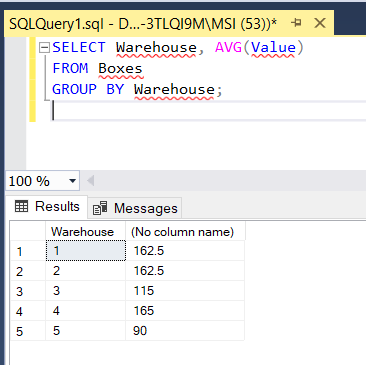 SQLQuery1.sql - D...-3TLQI9M\MSI (53))*
SELECT Warehouse, AVG(Value)
FROM Boxes
GROUP BY Warehouse;
100 %
Results Messages
Warehouse (No column name)
1 1 162.5
2 2 162.5
3 3 115
4 4 165
5 5 90